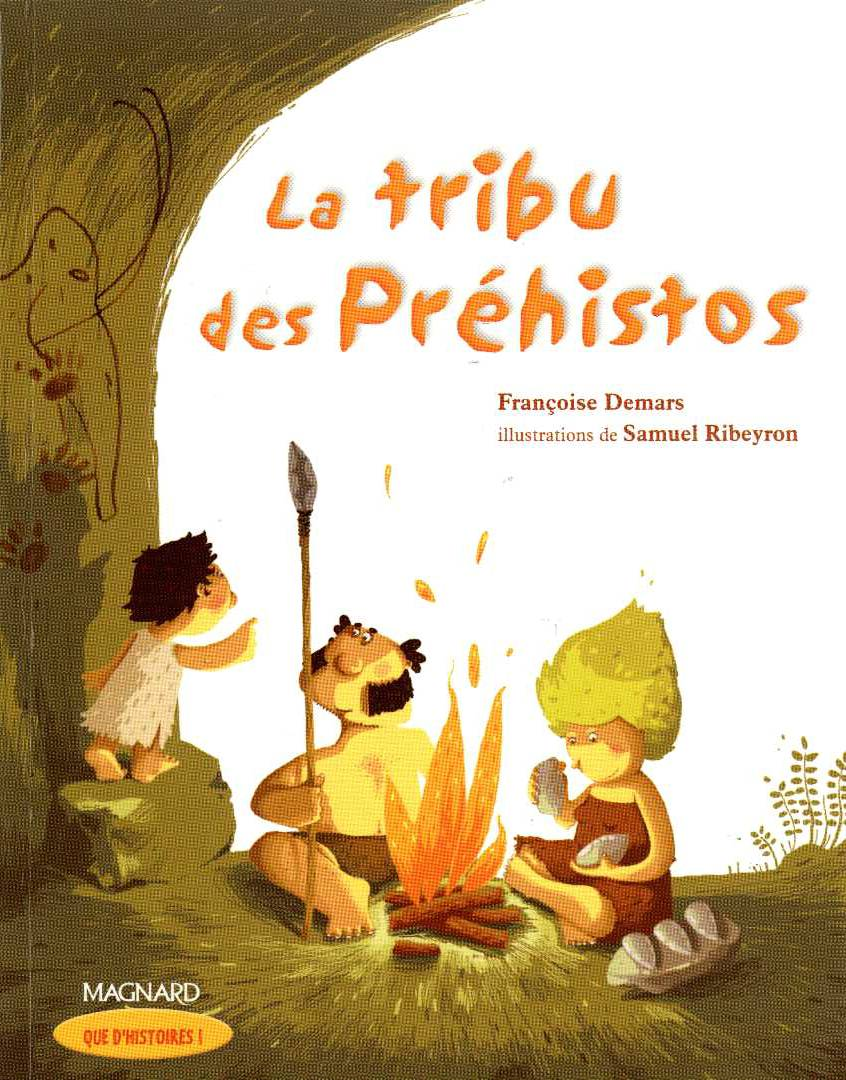 La tribu
des Préhistos
Françoise Demars
illustrations de Samuel Ribeyron
MAGNARD
QUE D'HISTOIRES !